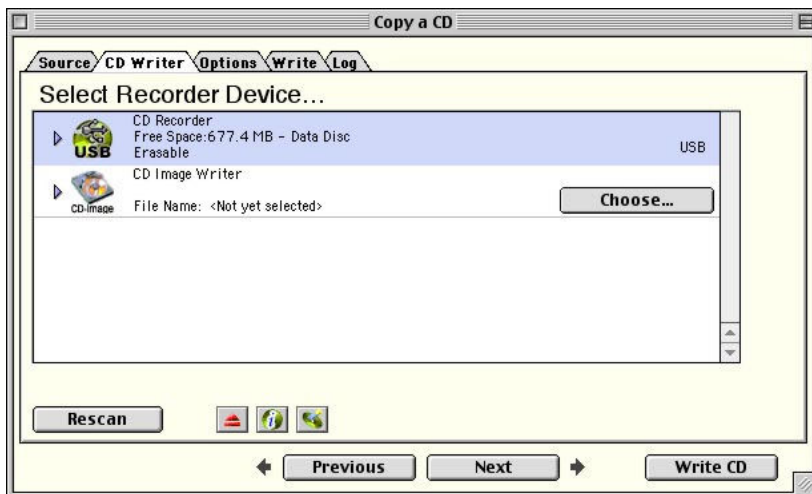 Copy a CD
Source CD Writer Options Write Log
Select Recorder Device...
CD Recorder
Free Space:677.4 MB - Data Disc
Erasable
USB
USB
CD Image Writer
CD-Image
File Name: <Not yet selected>
Choose...
Rescan
Previous Next Write CD